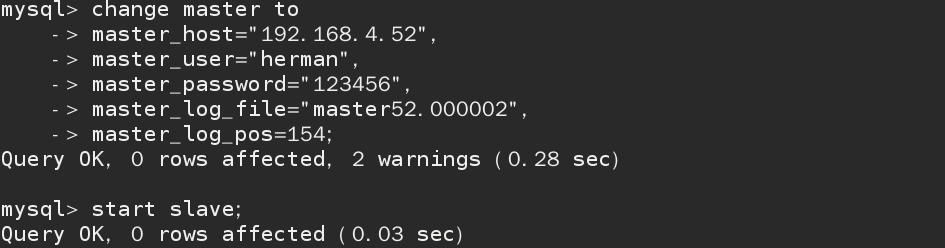 mysql> change master to
    -> master_host="192.168.4.52",
    -> master_user="herman",
    -> master_password="123456",
    -> master_log_file="master52.000002",
    -> master_log_pos=154;
Query OK, 0 rows affected, 2 warnings (0.28 sec)

mysql> start slave;
Query OK, 0 rows affected (0.03 sec)